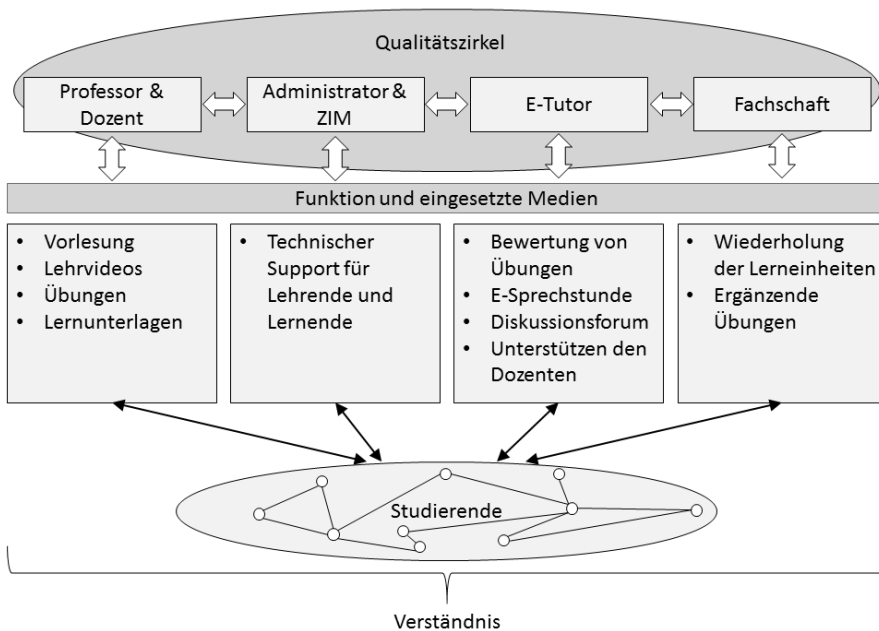 Qualitätszirkel
Professor &
Dozent
Administrator &
ZIM
E-Tutor
Fachschaft
Funktion und eingesetzte Medien
• Vorlesung
• Lehrvideos
• Übungen
• Lernunterlagen
• Technischer
Support für
Lehrende und
Lernende
• Bewertung von
Übungen
• E-Sprechstunde
• Diskussionsforum
• Unterstützen den
Dozenten
• Wiederholung
der Lerneinheiten
• Ergänzende
Übungen
Studierende
Verständnis